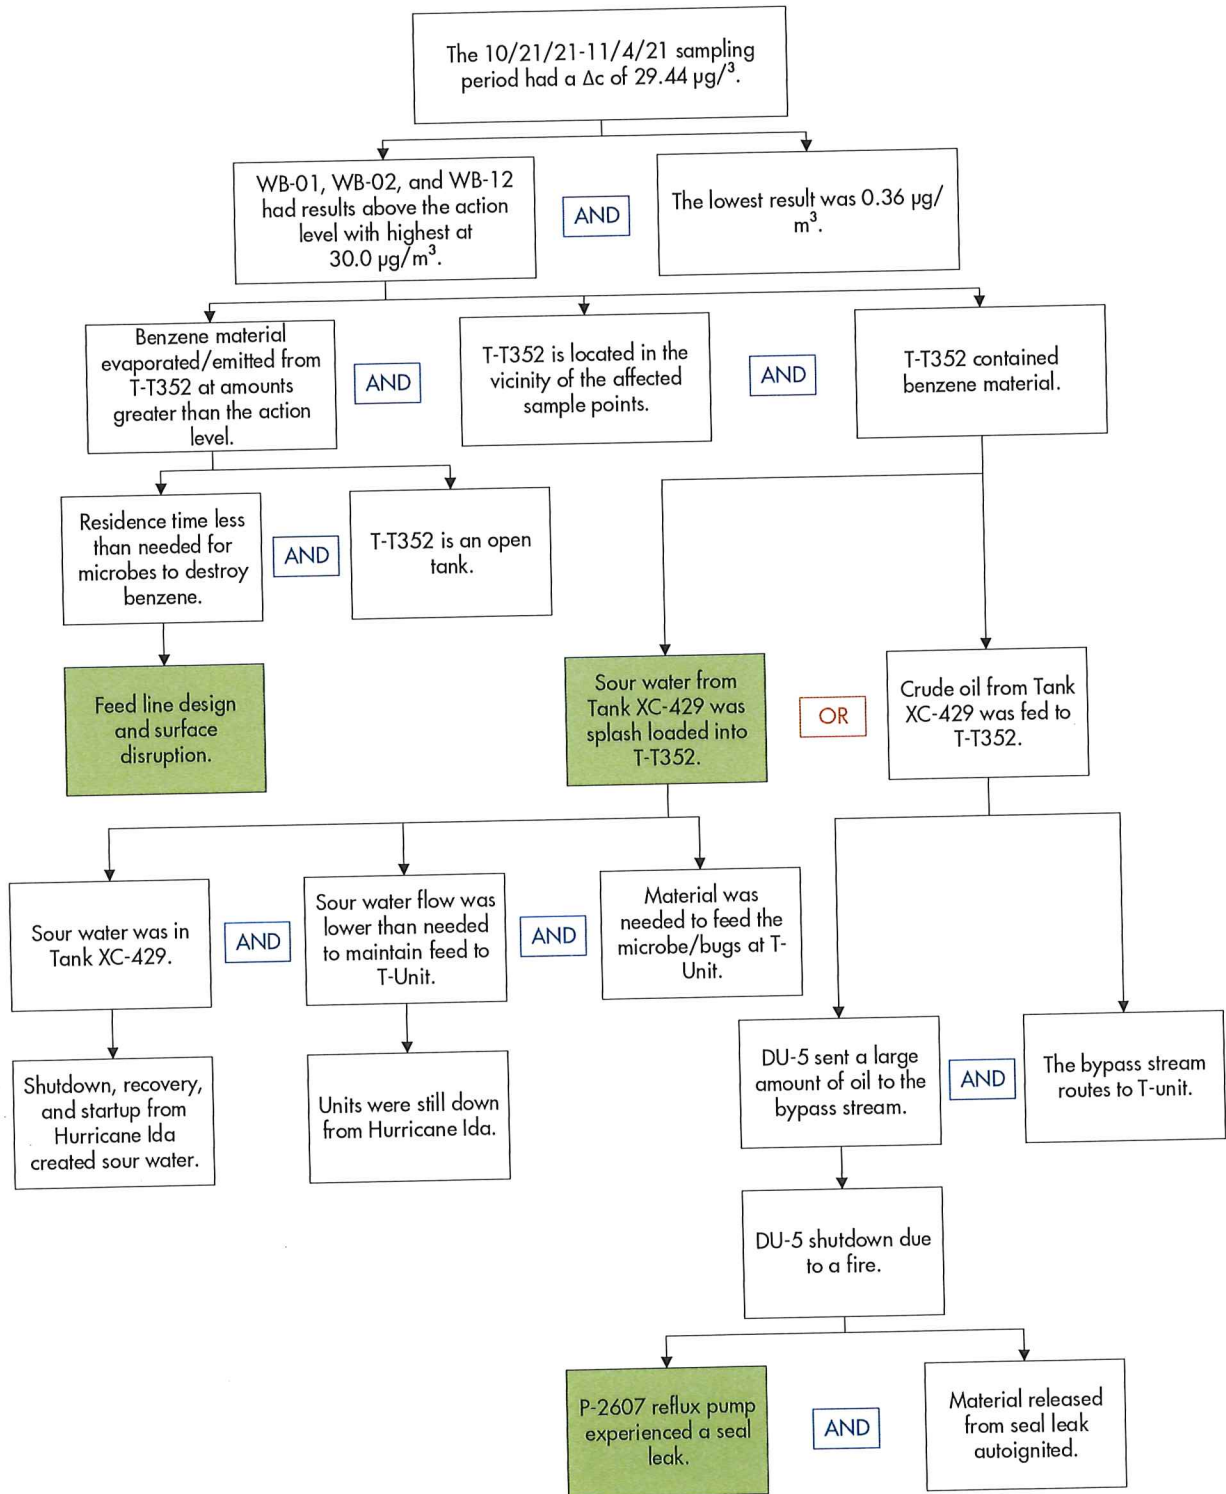 The 10/21/21-11/4/21 sampling
period had a Δc of 29.44 µg/³.
WB-01, WB-02, and WB-12
had results above the action
level with highest at
30.0 µg/m³.
AND
The lowest result was 0.36 µg/
m³.
Benzene material
evaporated/emitted from
T-T352 at amounts
greater than the action
level.
AND
T-T352 is located in the
vicinity of the affected
sample points.
AND
T-T352 contained
benzene material.
Residence time less
than needed for
microbes to destroy
benzene.
AND
T-T352 is an open
tank.
Feed line design
and surface
disruption.
Sour water from
Tank XC-429 was
splash loaded into
T-T352.
OR
Crude oil from Tank
XC-429 was fed to
T-T352.
Sour water was in
Tank XC-429.
AND
Sour water flow was
lower than needed
to maintain feed to
T-Unit.
AND
Material was
needed to feed the
microbe/bugs at T-
Unit.
Shutdown, recovery,
and startup from
Hurricane Ida
created sour water.
Units were still down
from Hurricane Ida.
DU-5 sent a large
amount of oil to the
bypass stream.
AND
The bypass stream
routes to T-unit.
DU-5 shutdown due
to a fire.
P-2607 reflux pump
experienced a seal
leak.
AND
Material released
from seal leak
autoignited.